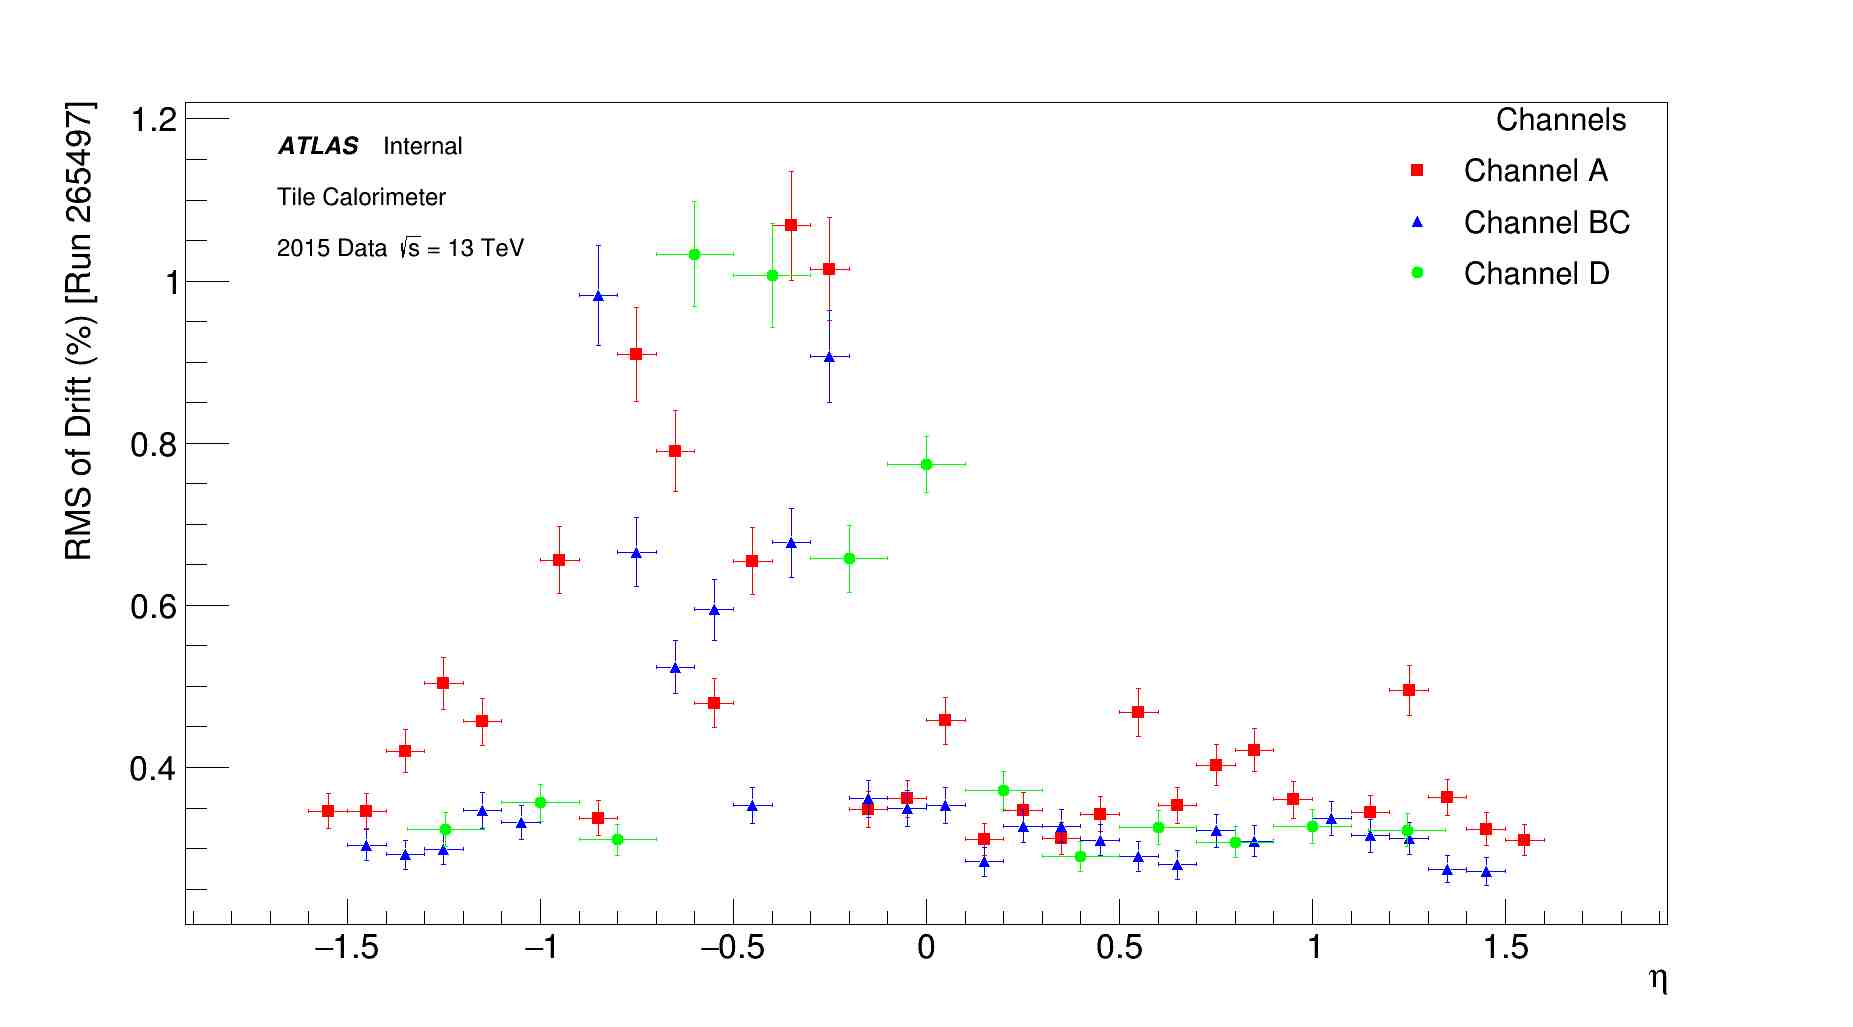 RMS of Drift (%) [Run 265497]
1.2
1
0.8
0.6
0.4
ATLAS Internal
Tile Calorimeter
2015 Data √s = 13 TeV
Channels
Channel A
Channel BC
Channel D
−1.5 −1 −0.5 0 0.5 1 1.5
η